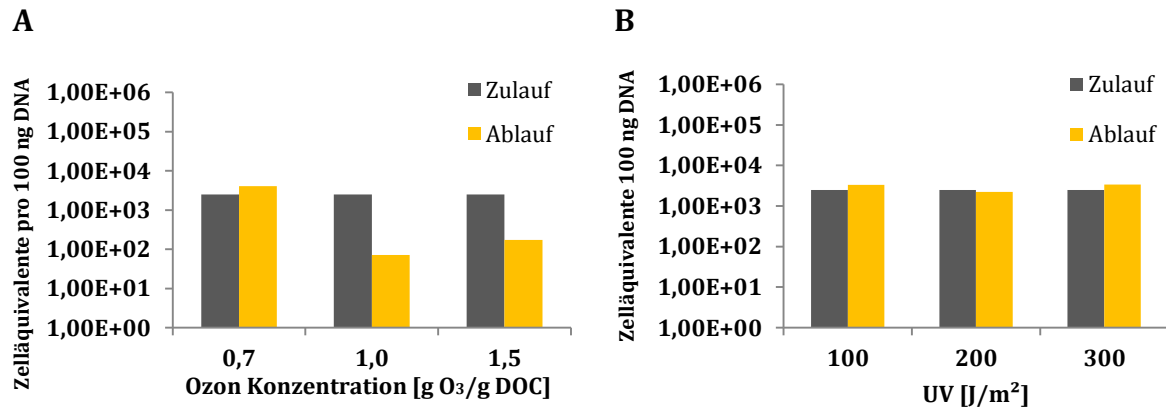 A
Zelläquivalente pro 100 ng DNA
1,00E+06
1,00E+05
1,00E+04
1,00E+03
1,00E+02
1,00E+01
1,00E+00
Zulauf
Ablauf
0,7 1,0 1,5
Ozon Konzentration [g O₃/g DOC]
B
Zelläquivalente 100 ng DNA
1,00E+06
1,00E+05
1,00E+04
1,00E+03
1,00E+02
1,00E+01
1,00E+00
Zulauf
Ablauf
100 200 300
UV [J/m²]